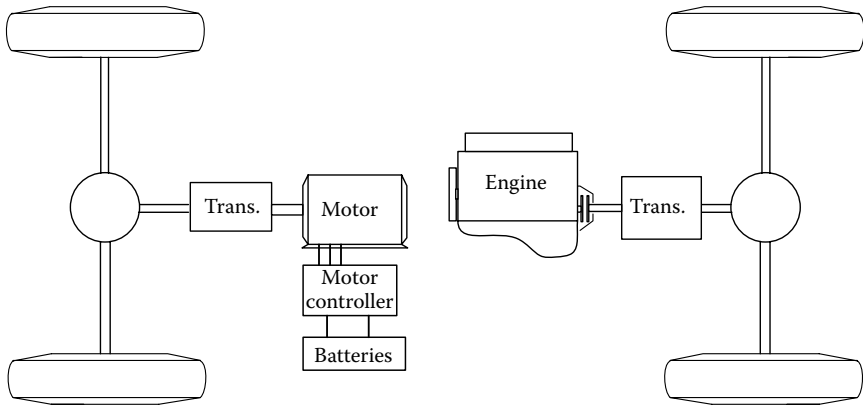 Trans.
Motor
Engine
Trans.
Motor
controller
Batteries